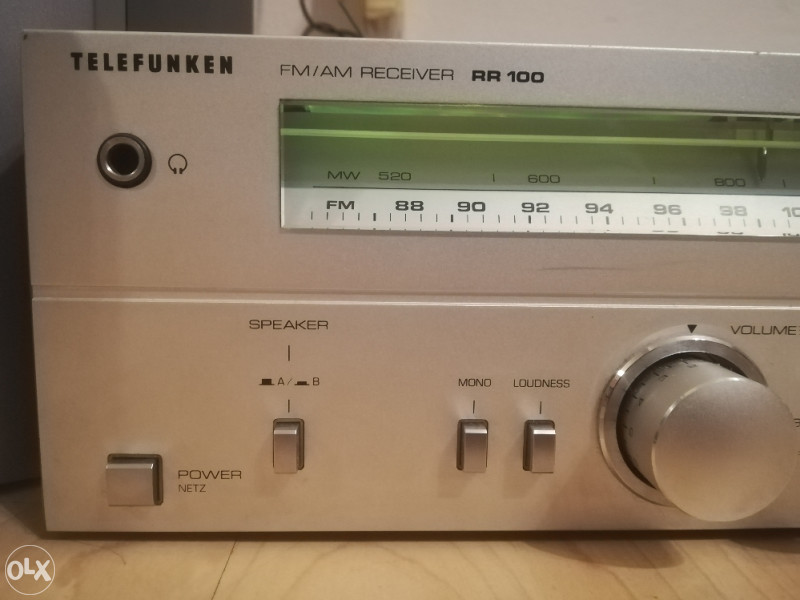 TELEFUNKEN
FM/AM RECEIVER RR 100
MW 520 600 800
FM 88 90 92 94 96 98
SPEAKER
A / B
MONO LOUDNESS
VOLUME
POWER
NETZ
OLX